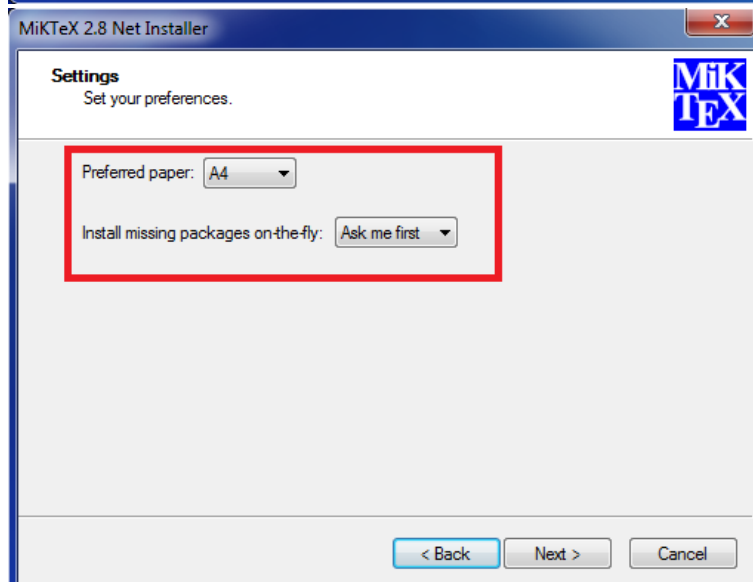 MiKTeX 2.8 Net Installer
Settings
Set your preferences.
MiK
TEX
Preferred paper: A4
Install missing packages on-the-fly: Ask me first
< Back Next > Cancel